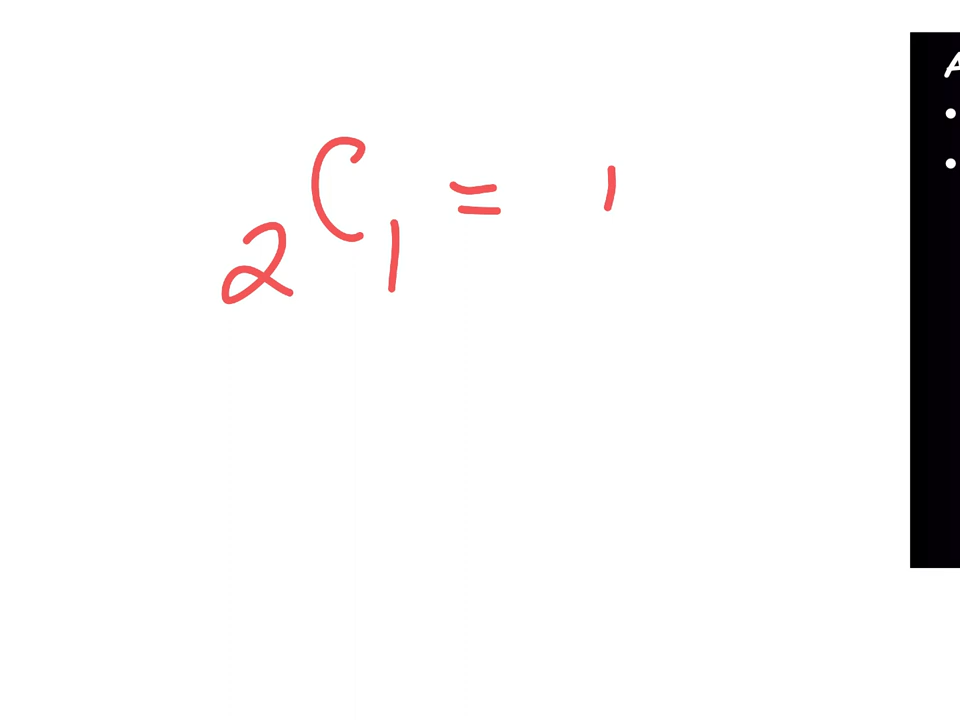 ₂C₁ = 1